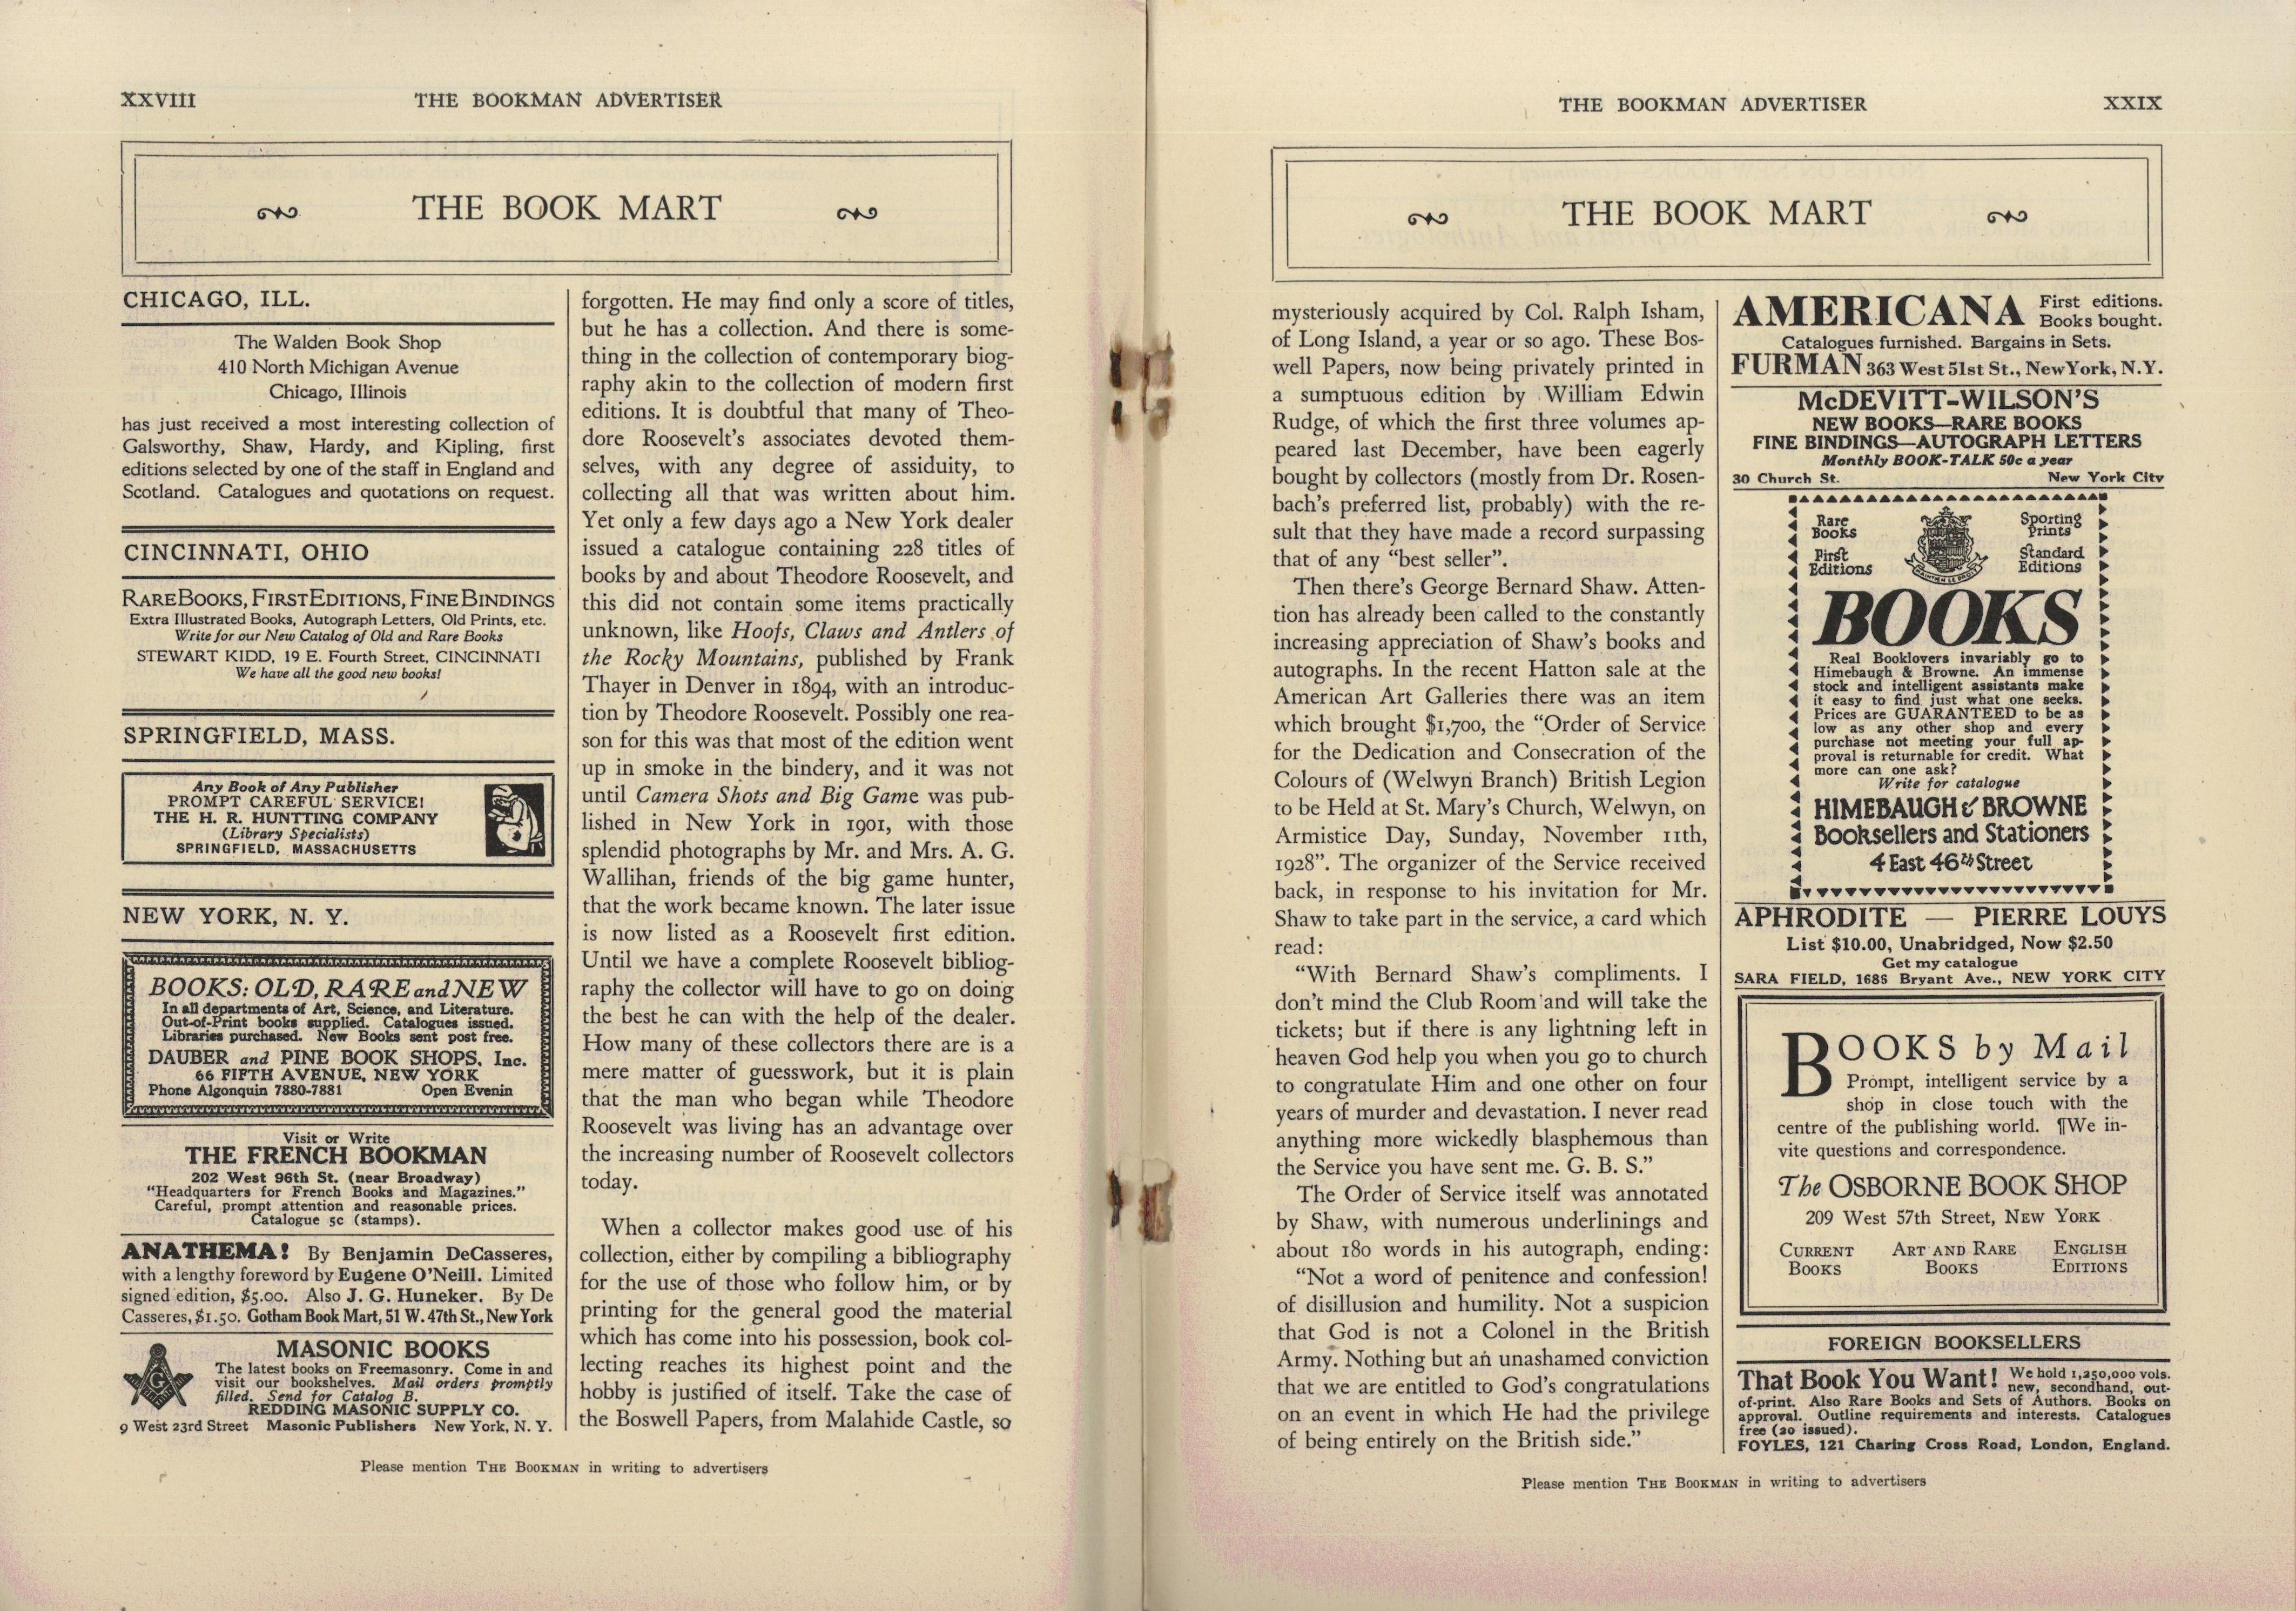 XXVIII
THE BOOKMAN ADVERTISER
THE BOOK MART
CHICAGO, ILL.
The Walden Book Shop
410 North Michigan Avenue
Chicago, Illinois
has just received a most interesting collection of
Galsworthy, Shaw, Hardy, and Kipling, first
editions selected by one of the staff in England and
Scotland. Catalogues and quotations on request.
CINCINNATI, OHIO
RARE BOOKS, FIRST EDITIONS, FINE BINDINGS
Extra Illustrated Books, Autograph Letters, Old Prints, etc.
Write for our New Catalog of Old and Rare Books
STEWART KIDD, 19 E. Fourth Street, CINCINNATI
We have all the good new books!
SPRINGFIELD, MASS.
Any Book of Any Publisher
PROMPT CAREFUL SERVICE!
THE H. R. HUNTTING COMPANY
(Library Specialists)
SPRINGFIELD, MASSACHUSETTS
NEW YORK, N. Y.
BOOKS: OLD, RARE and NEW
In all departments of Art, Science, and Literature.
Out-of-Print books supplied. Catalogues issued.
Libraries purchased. New Books sent post free.
DAUBER and PINE BOOK SHOPS, Inc.
66 FIFTH AVENUE, NEW YORK
Phone Algonquin 7880-7881 Open Evenin
Visit or Write
THE FRENCH BOOKMAN
202 West 96th St. (near Broadway)
"Headquarters for French Books and Magazines."
Careful, prompt attention and reasonable prices.
Catalogue 5c (stamps).
ANATHEMA! By Benjamin DeCasseres,
with a lengthy foreword by Eugene O'Neill. Limited
signed edition, $5.00. Also J. G. Huneker. By De
Casseres, $1.50. Gotham Book Mart, 51 W. 47th St., New York
G
MASONIC BOOKS
The latest books on Freemasonry. Come in and
visit our bookshelves. Mail orders promptly
filled. Send for Catalog B.
REDDING MASONIC SUPPLY CO.
9 West 23rd Street Masonic Publishers New York, N. Y.
forgotten. He may find only a score of titles,
but he has a collection. And there is some-
thing in the collection of contemporary biog-
raphy akin to the collection of modern first
editions. It is doubtful that many of Theo-
dore Roosevelt's associates devoted them-
selves, with any degree of assiduity, to
collecting all that was written about him.
Yet only a few days ago a New York dealer
issued a catalogue containing 228 titles of
books by and about Theodore Roosevelt, and
this did not contain some items practically
unknown, like Hoofs, Claws and Antlers of
the Rocky Mountains, published by Frank
Thayer in Denver in 1894, with an introduc-
tion by Theodore Roosevelt. Possibly one rea-
son for this was that most of the edition went
up in smoke in the bindery, and it was not
until Camera Shots and Big Game was pub-
lished in New York in 1901, with those
splendid photographs by Mr. and Mrs. A. G.
Wallihan, friends of the big game hunter,
that the work became known. The later issue
is now listed as a Roosevelt first edition.
Until we have a complete Roosevelt bibliog-
raphy the collector will have to go on doing
the best he can with the help of the dealer.
How many of these collectors there are is a
mere matter of guesswork, but it is plain
that the man who began while Theodore
Roosevelt was living has an advantage over
the increasing number of Roosevelt collectors
today.
When a collector makes good use of his
collection, either by compiling a bibliography
for the use of those who follow him, or by
printing for the general good the material
which has come into his possession, book col-
lecting reaches its highest point and the
hobby is justified of itself. Take the case of
the Boswell Papers, from Malahide Castle, so
Please mention THE BOOKMAN in writing to advertisers
THE BOOKMAN ADVERTISER
XXIX
THE BOOK MART
mysteriously acquired by Col. Ralph Isham,
of Long Island, a year or so ago. These Bos-
well Papers, now being privately printed in
a sumptuous edition by William Edwin
Rudge, of which the first three volumes ap-
peared last December, have been eagerly
bought by collectors (mostly from Dr. Rosen-
bach's preferred list, probably) with the re-
sult that they have made a record surpassing
that of any "best seller".
Then there's George Bernard Shaw. Atten-
tion has already been called to the constantly
increasing appreciation of Shaw's books and
autographs. In the recent Hatton sale at the
American Art Galleries there was an item
which brought $1,700, the "Order of Service
for the Dedication and Consecration of the
Colours of (Welwyn Branch) British Legion
to be Held at St. Mary's Church, Welwyn, on
Armistice Day, Sunday, November 11th,
1928". The organizer of the Service received
back, in response to his invitation for Mr.
Shaw to take part in the service, a card which
read:
"With Bernard Shaw's compliments. I
don't mind the Club Room and will take the
tickets; but if there is any lightning left in
heaven God help you when you go to church
to congratulate Him and one other on four
years of murder and devastation. I never read
anything more wickedly blasphemous than
the Service you have sent me. G. B. S."
The Order of Service itself was annotated
by Shaw, with numerous underlinings and
about 180 words in his autograph, ending:
"Not a word of penitence and confession!
of disillusion and humility. Not a suspicion
that God is not a Colonel in the British
Army. Nothing but an unashamed conviction
that we are entitled to God's congratulations
on an event in which He had the privilege
of being entirely on the British side."
AMERICANA First editions.
Books bought.
Catalogues furnished. Bargains in Sets.
FURMAN 363 West 51st St., New York, N.Y.
McDEVITT-WILSON'S
NEW BOOKS—RARE BOOKS
FINE BINDINGS—AUTOGRAPH LETTERS
Monthly BOOK-TALK 50c a year
30 Church St. New York City
Rare
Books
First
Editions
Sporting
Prints
Standard
Editions
BOOKS
Real Booklovers invariably go to
Himebaugh & Browne. An immense
stock and intelligent assistants make
it easy to find just what one seeks.
Prices are GUARANTEED to be as
low as any other shop and every
purchase not meeting your full ap-
proval is returnable for credit. What
more can one ask?
Write for catalogue
HIMEBAUGH & BROWNE
Booksellers and Stationers
4 East 46th Street
APHRODITE — PIERRE LOUYS
List $10.00, Unabridged, Now $2.50
Get my catalogue
SARA FIELD, 1685 Bryant Ave., NEW YORK CITY
BOOKS by Mail
Prompt, intelligent service by a
shop in close touch with the
centre of the publishing world. ¶We in-
vite questions and correspondence.
The OSBORNE BOOK SHOP
209 West 57th Street, NEW YORK
CURRENT BOOKS
ART AND RARE BOOKS
ENGLISH EDITIONS
FOREIGN BOOKSELLERS
That Book You Want! We hold 1,250,000 vols.
new, secondhand, out-
of-print. Also Rare Books and Sets of Authors. Books on
approval. Outline requirements and interests. Catalogues
free (20 issued).
FOYLES, 121 Charing Cross Road, London, England.
Please mention THE BOOKMAN in writing to advertisers